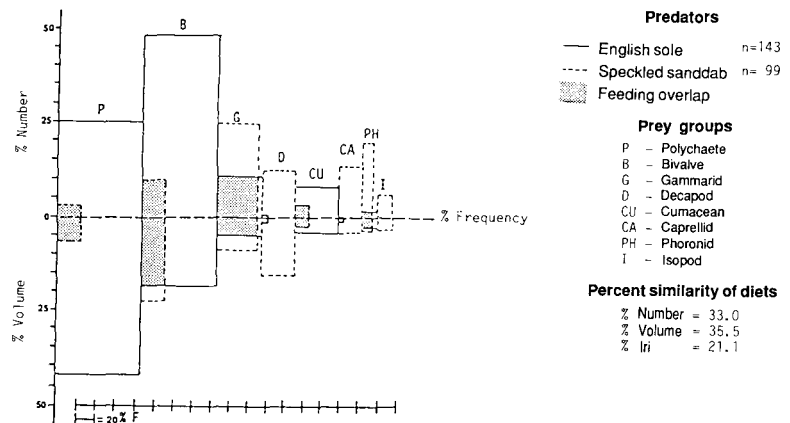 50
25
0
25
50
% Number
% Volume
P
B
G
D
CU
CA
PH
I
% Frequency
= 20 % F
Predators
English sole n=143
Speckled sanddab n= 99
Feeding overlap
Prey groups
P – Polychaete
B – Bivalve
G – Gammarid
D – Decapod
CU – Cumacean
CA – Caprellid
PH – Phoronid
I – Isopod
Percent similarity of diets
% Number = 33.0
% Volume = 35.5
% Iri = 21.1